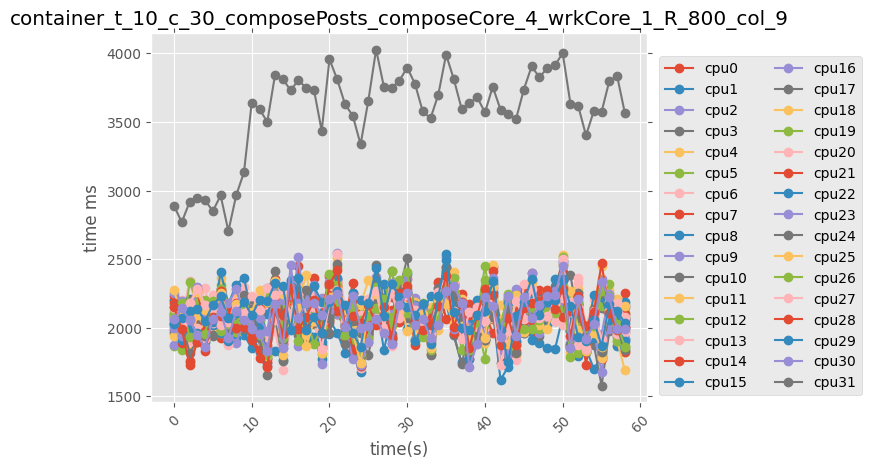 container_t_10_c_30_composePosts_composeCore_4_wrkCore_1_R_800_col_9
4000
3500
3000
2500
2000
1500
time ms
0
10
20
30
40
50
60
time(s)
cpu0
cpu1
cpu2
cpu3
cpu4
cpu5
cpu6
cpu7
cpu8
cpu9
cpu10
cpu11
cpu12
cpu13
cpu14
cpu15
cpu16
cpu17
cpu18
cpu19
cpu20
cpu21
cpu22
cpu23
cpu24
cpu25
cpu26
cpu27
cpu28
cpu29
cpu30
cpu31